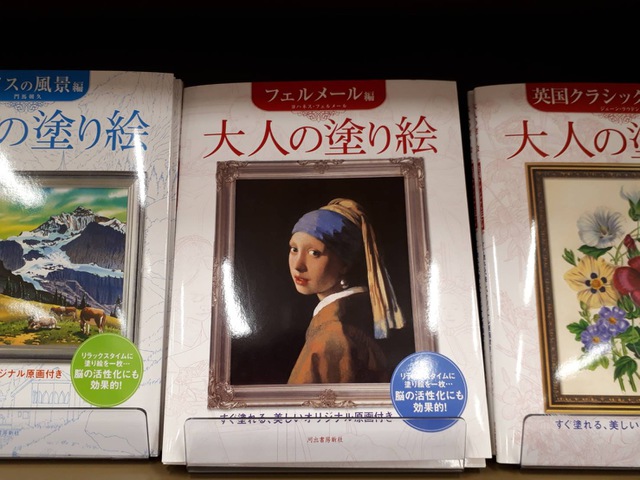 イスの風景 編
門馬朝久
の塗り絵
リラックスタイムに
塗り絵を一枚…
脳の活性化にも
効果的!
ジナル原画付き
フェルメール 編
ヨハネス・フェルメール
大人の塗り絵
リラックスタイムに
塗り絵を一枚…
脳の活性化にも
効果的!
すぐ塗れる、美しいオリジナル原画付き
河出書房新社
英国クラシック
大人の塗
すぐ塗れる、美しい